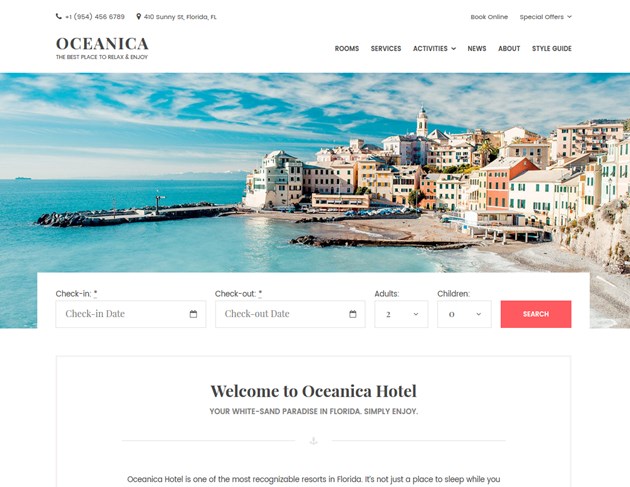 +1 (954) 456 6789 410 Sunny St, Florida, FL Book Online Special Offers
OCEANICA
THE BEST PLACE TO RELAX & ENJOY
ROOMS SERVICES ACTIVITIES NEWS ABOUT STYLE GUIDE
Check-in: * Check-out: * Adults: Children:
Check-in Date Check-out Date 2 0 SEARCH
Welcome to Oceanica Hotel
YOUR WHITE-SAND PARADISE IN FLORIDA. SIMPLY ENJOY.
Oceanica Hotel is one of the most recognizable resorts in Florida. It's not just a place to sleep while you